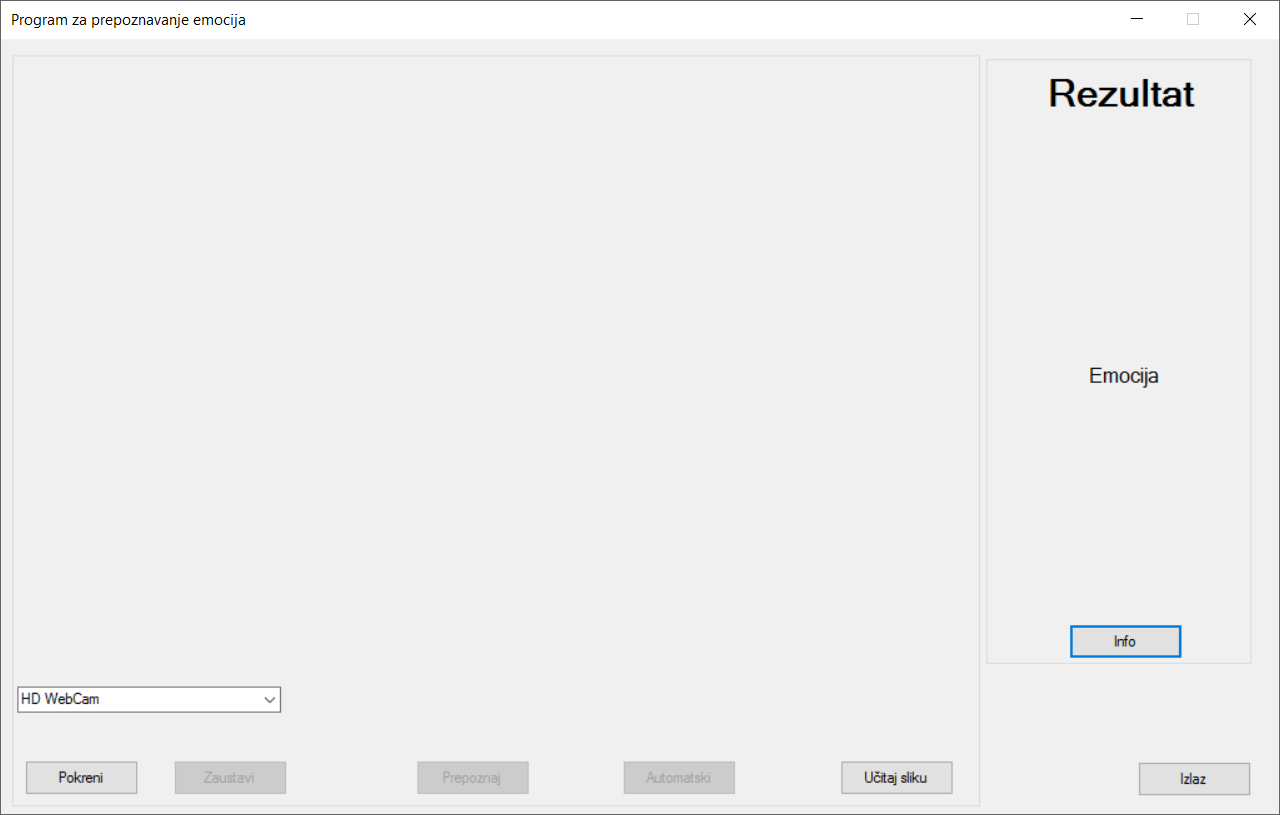 Program za prepoznavanje emocija
Rezultat
Emocija
Info
HD WebCam
Pokreni
Zaustavi
Prepoznaj
Automatski
Učitaj sliku
Izlaz